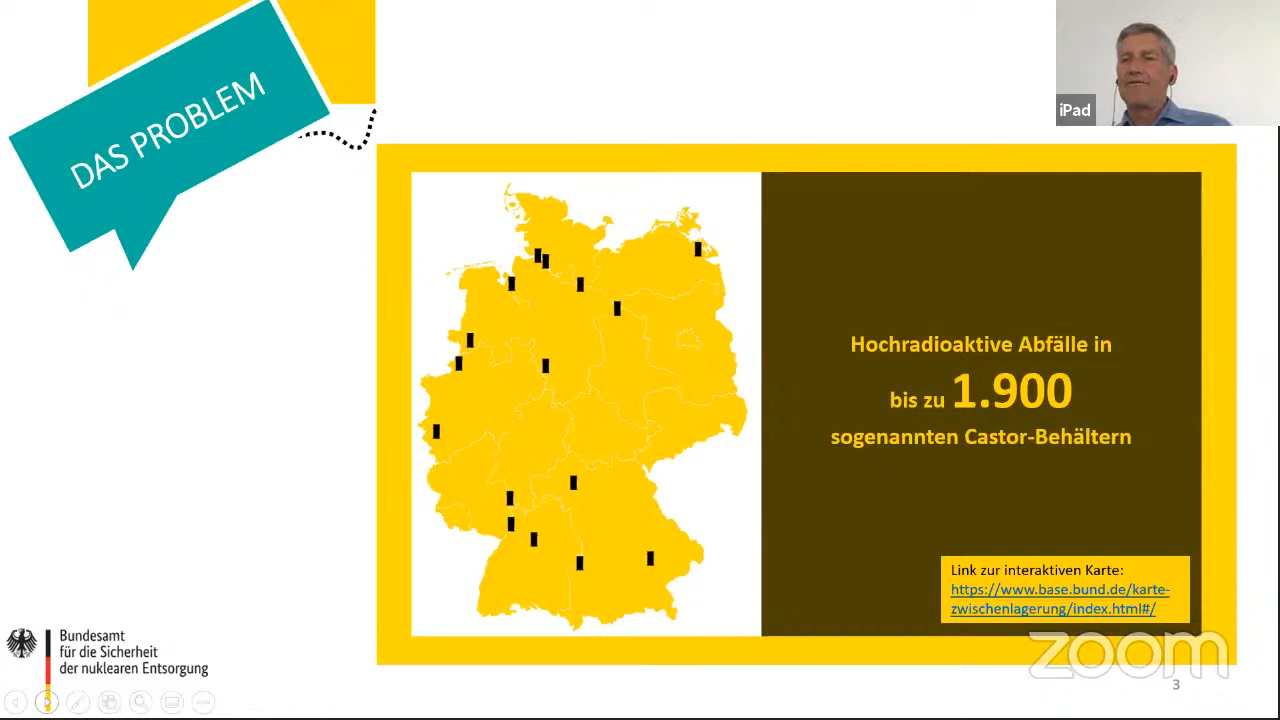 DAS PROBLEM
iPad
Hochradioaktive Abfälle in
bis zu 1.900
sogenannten Castor-Behältern
Link zur interaktiven Karte:
https://www.base.bund.de/karte-
zwischenlagerung/index.html#/
Bundesamt
für die Sicherheit
der nuklearen Entsorgung
zoom
3